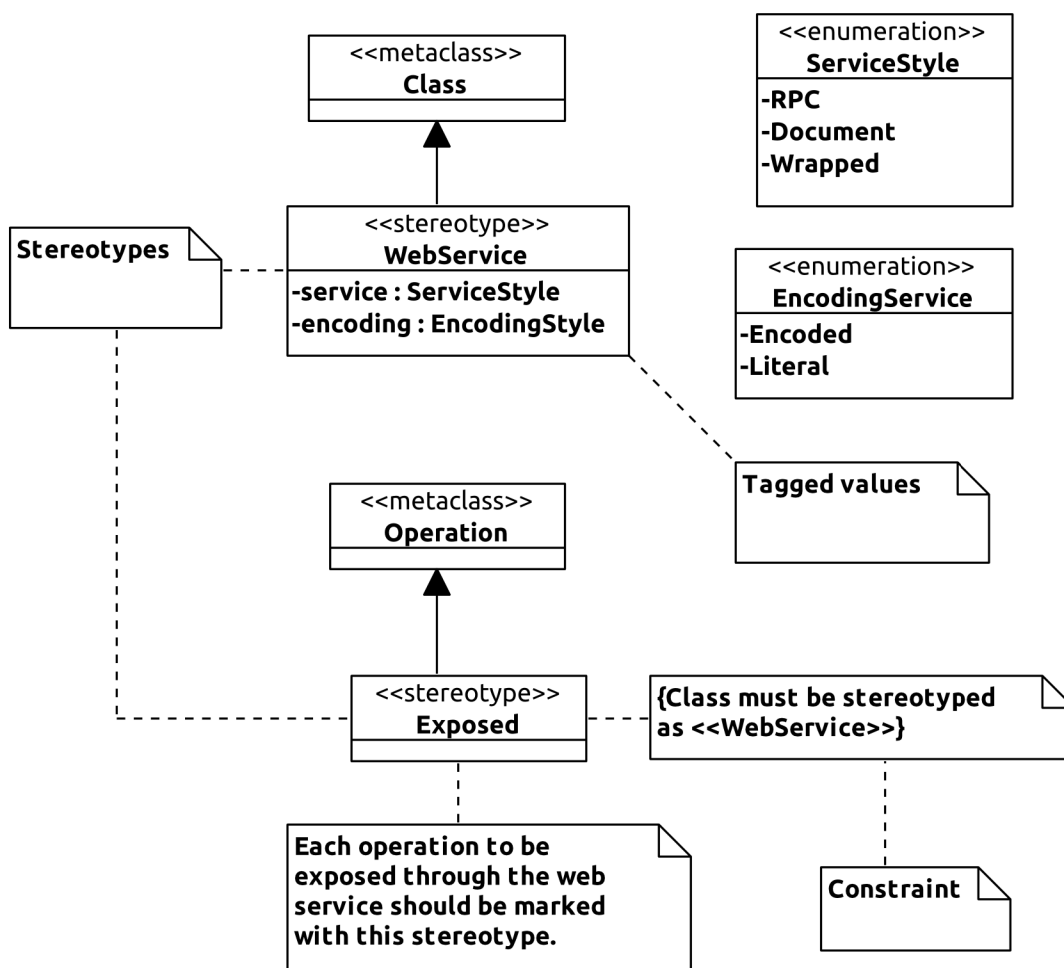 <<metaclass>>
Class
<<enumeration>>
ServiceStyle
-RPC
-Document
-Wrapped
Stereotypes
<<stereotype>>
WebService
-service : ServiceStyle
-encoding : EncodingStyle
<<enumeration>>
EncodingService
-Encoded
-Literal
Tagged values
<<metaclass>>
Operation
<<stereotype>>
Exposed
{Class must be stereotyped
as <<WebService>>}
Each operation to be
exposed through the web
service should be marked
with this stereotype.
Constraint